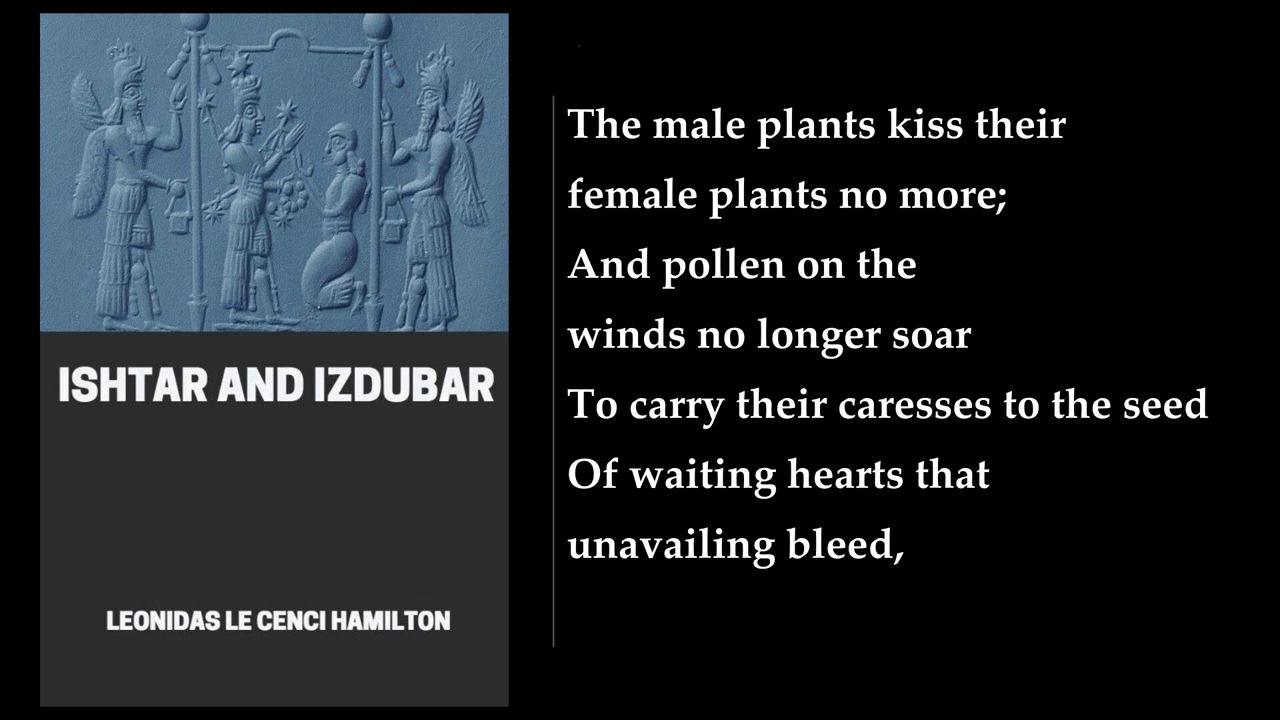 ISHTAR AND IZDUBAR
LEONIDAS LE CENCI HAMILTON
The male plants kiss their
female plants no more;
And pollen on the
winds no longer soar
To carry their caresses to the seed
Of waiting hearts that
unavailing bleed,